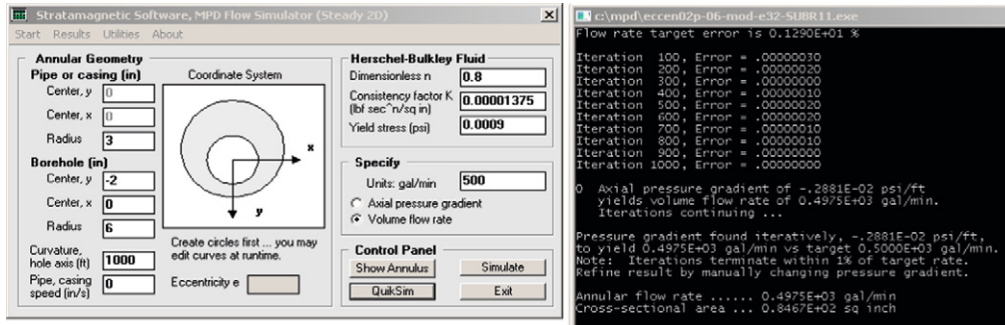 Stratamagnetic Software, MPD Flow Simulator (Steady 2D)
Start Results Utilities About
Annular Geometry
Pipe or casing (in)
Center, y 0
Center, x 0
Radius 3
Borehole (in)
Center, y -2
Center, x 0
Radius 6
Curvature,
hole axis (ft) 1000
Pipe, casing
speed (in/s) 0
Coordinate System
x
y
Create circles first ... you may
edit curves at runtime.
Eccentricity e
Herschel-Bulkley Fluid
Dimensionless n 0.8
Consistency factor K
(lbf sec^n/sq in) 0.00001375
Yield stress (psi) 0.0009
Specify
Units: gal/min 500
Axial pressure gradient
Volume flow rate
Control Panel
Show Annulus Simulate
QuikSim Exit
c:\mpd\eccen02p-06-mod-e32-SUBR11.exe
Flow rate target error is 0.1290E+01 %
Iteration 100, Error = .00000030
Iteration 200, Error = .00000020
Iteration 300, Error = .00000000
Iteration 400, Error = .00000010
Iteration 500, Error = .00000020
Iteration 600, Error = .00000020
Iteration 700, Error = .00000010
Iteration 800, Error = .00000010
Iteration 900, Error = .00000000
Iteration 1000, Error = .00000000
O Axial pressure gradient of -.2881E-02 psi/ft
yields volume flow rate of 0.4975E+03 gal/min.
Iterations continuing ...
Pressure gradient found iteratively, -.2881E-02 psi/ft,
to yield 0.4975E+03 gal/min vs target 0.5000E+03 gal/min.
Note: Iterations terminate within 1% of target rate.
Refine result by manually changing pressure gradient.
Annular flow rate ...... 0.4975E+03 gal/min
Cross-sectional area ... 0.8467E+02 sq inch